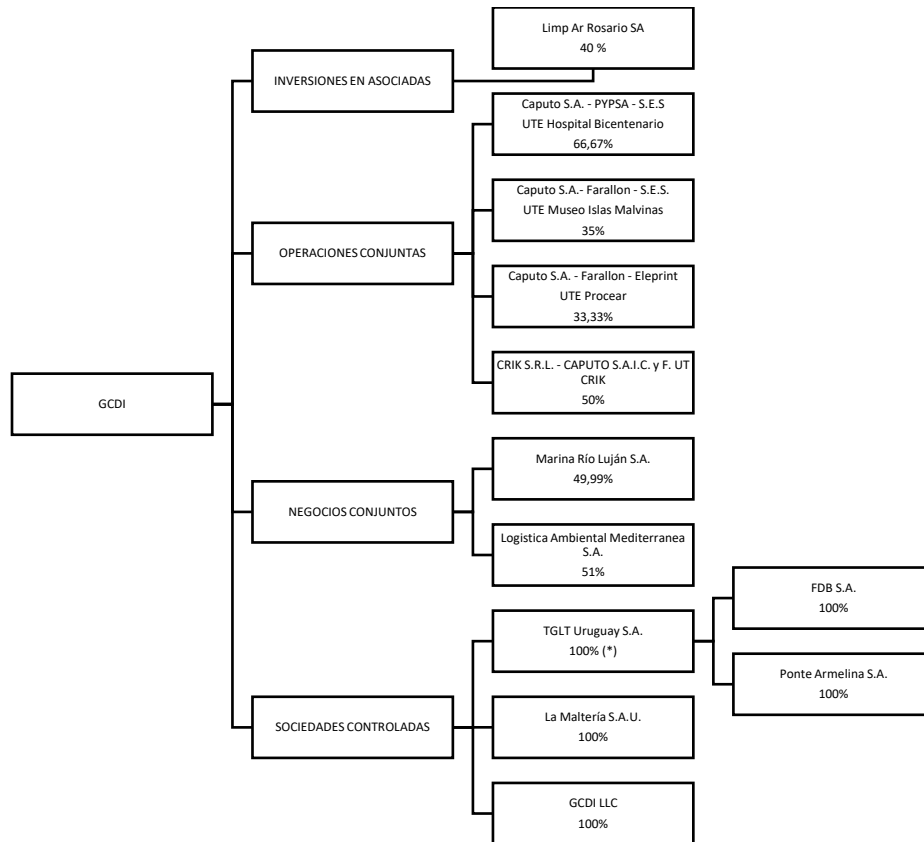 Limp Ar Rosario SA
40 %
INVERSIONES EN ASOCIADAS
Caputo S.A. - PYPSA - S.E.S
UTE Hospital Bicentenario
66,67%
Caputo S.A.- Farallon - S.E.S.
UTE Museo Islas Malvinas
35%
OPERACIONES CONJUNTAS
Caputo S.A. - Farallon - Eleprint
UTE Procear
33,33%
CRIK S.R.L. - CAPUTO S.A.I.C. y F. UT
CRIK
50%
GCDI
Marina Río Luján S.A.
49,99%
NEGOCIOS CONJUNTOS
Logistica Ambiental Mediterranea
S.A.
51%
FDB S.A.
100%
TGLT Uruguay S.A.
100% (*)
Ponte Armelina S.A.
100%
SOCIEDADES CONTROLADAS
La Maltería S.A.U.
100%
GCDI LLC
100%